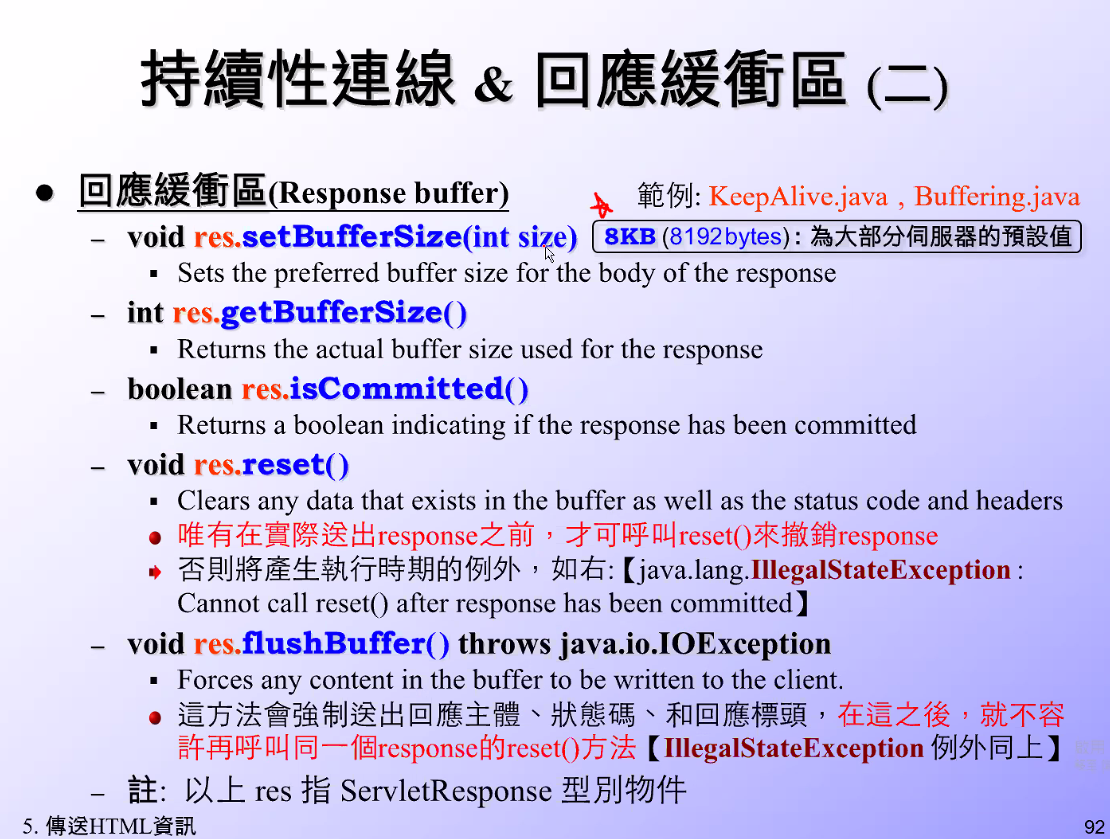 持續性連線 & 回應緩衝區 (二)
● 回應緩衝區(Response buffer)
範例: KeepAlive.java , Buffering.java
– void res.setBufferSize(int size)
8KB (8192bytes) : 為大部分伺服器的預設值
▪ Sets the preferred buffer size for the body of the response
– int res.getBufferSize()
▪ Returns the actual buffer size used for the response
– boolean res.isCommitted()
▪ Returns a boolean indicating if the response has been committed
– void res.reset()
▪ Clears any data that exists in the buffer as well as the status code and headers
唯有在實際送出response之前，才可呼叫reset()來撤銷response
否則將產生執行時期的例外，如右:【java.lang.IllegalStateException :
Cannot call reset() after response has been committed】
– void res.flushBuffer() throws java.io.IOException
▪ Forces any content in the buffer to be written to the client.
這方法會強制送出回應主體、狀態碼、和回應標頭，在這之後，就不容
許再呼叫同一個response的reset()方法【IllegalStateException 例外同上】
– 註: 以上 res 指 ServletResponse 型別物件
5. 傳送HTML資訊
92